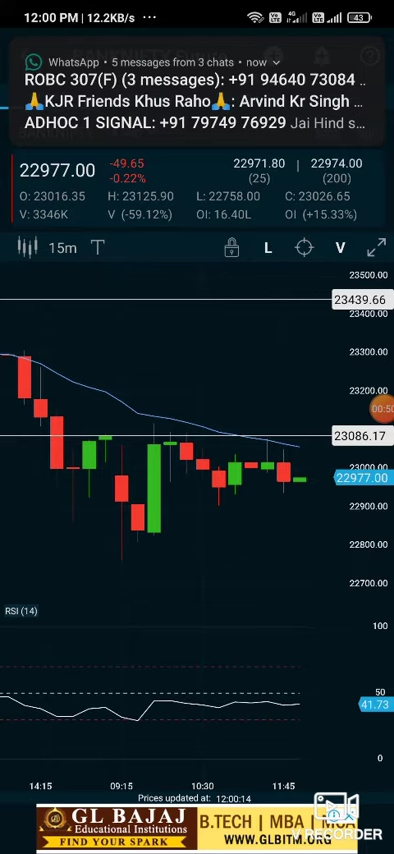 12:00 PM | 12.2KB/s ···
4G
43
WhatsApp • 5 messages from 3 chats • now
ROBC 307(F) (3 messages): +91 94640 73084 ..
🙏KJR Friends Khus Raho🙏: Arvind Kr Singh ...
ADHOC 1 SIGNAL: +91 79749 76929 Jai Hind s...
22977.00
-49.65
-0.22%
22971.80 | 22974.00
(25) (200)
O: 23016.35 H: 23125.90 L: 22758.00 C: 23026.65
V: 3346K V (-59.12%) OI: 16.40L OI (+15.33%)
15m T L V
23500.00
23439.66
23400.00
23300.00
23200.00
00:50
23086.17
23000.00
22977.00
22900.00
22800.00
22700.00
RSI (14)
100
50
41.73
0
14:15 09:15 10:30 11:45
Prices updated at: 12:00:14
GL BAJAJ
Educational Institutions
FIND YOUR SPARK
B.TECH | MBA | MCA
WWW.GLBITM.ORG
V RECORDER